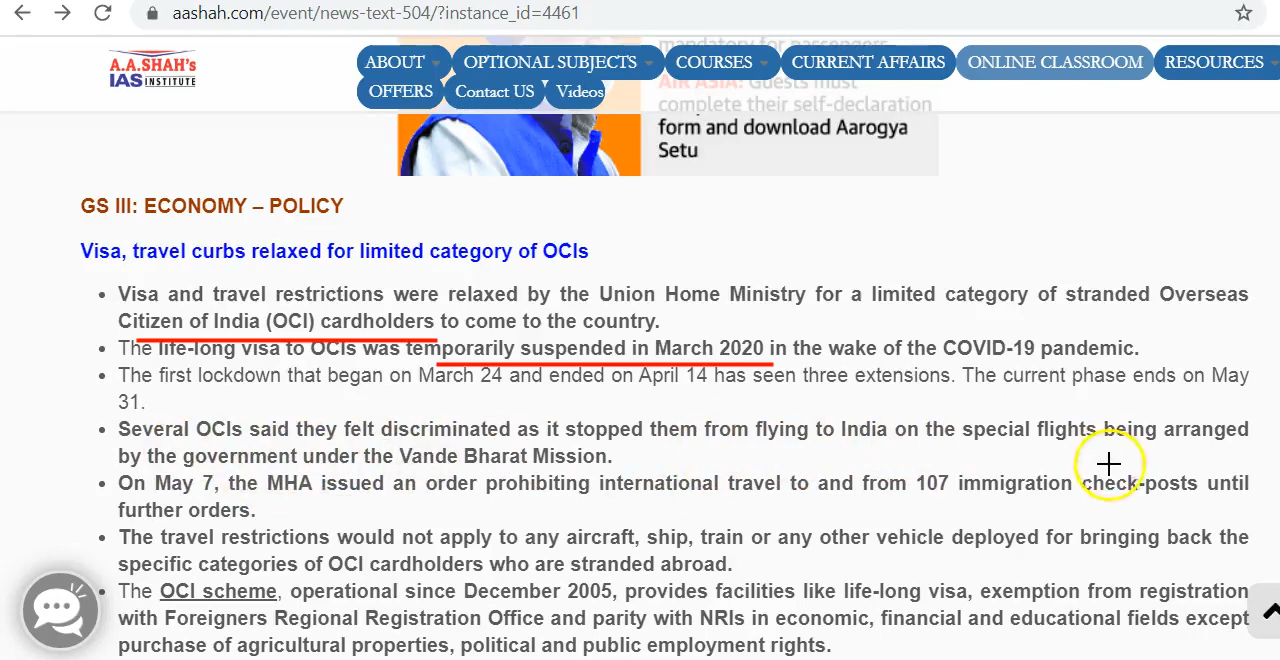 aashah.com/event/news-text-504/?instance_id=4461
A.A.SHAH's
IAS INSTITUTE
ABOUT
OPTIONAL SUBJECTS
COURSES
CURRENT AFFAIRS
ONLINE CLASSROOM
RESOURCES
OFFERS
Contact US
Videos
mandatory for passengers
AIR ASIA: Guests must
complete their self-declaration
form and download Aarogya
Setu
GS III: ECONOMY – POLICY
Visa, travel curbs relaxed for limited category of OCIs
• Visa and travel restrictions were relaxed by the Union Home Ministry for a limited category of stranded Overseas
Citizen of India (OCI) cardholders to come to the country.
• The life-long visa to OCIs was temporarily suspended in March 2020 in the wake of the COVID-19 pandemic.
• The first lockdown that began on March 24 and ended on April 14 has seen three extensions. The current phase ends on May
31.
• Several OCIs said they felt discriminated as it stopped them from flying to India on the special flights being arranged
by the government under the Vande Bharat Mission.
• On May 7, the MHA issued an order prohibiting international travel to and from 107 immigration check-posts until
further orders.
• The travel restrictions would not apply to any aircraft, ship, train or any other vehicle deployed for bringing back the
specific categories of OCI cardholders who are stranded abroad.
• The OCI scheme, operational since December 2005, provides facilities like life-long visa, exemption from registration
with Foreigners Regional Registration Office and parity with NRIs in economic, financial and educational fields except
purchase of agricultural properties, political and public employment rights.